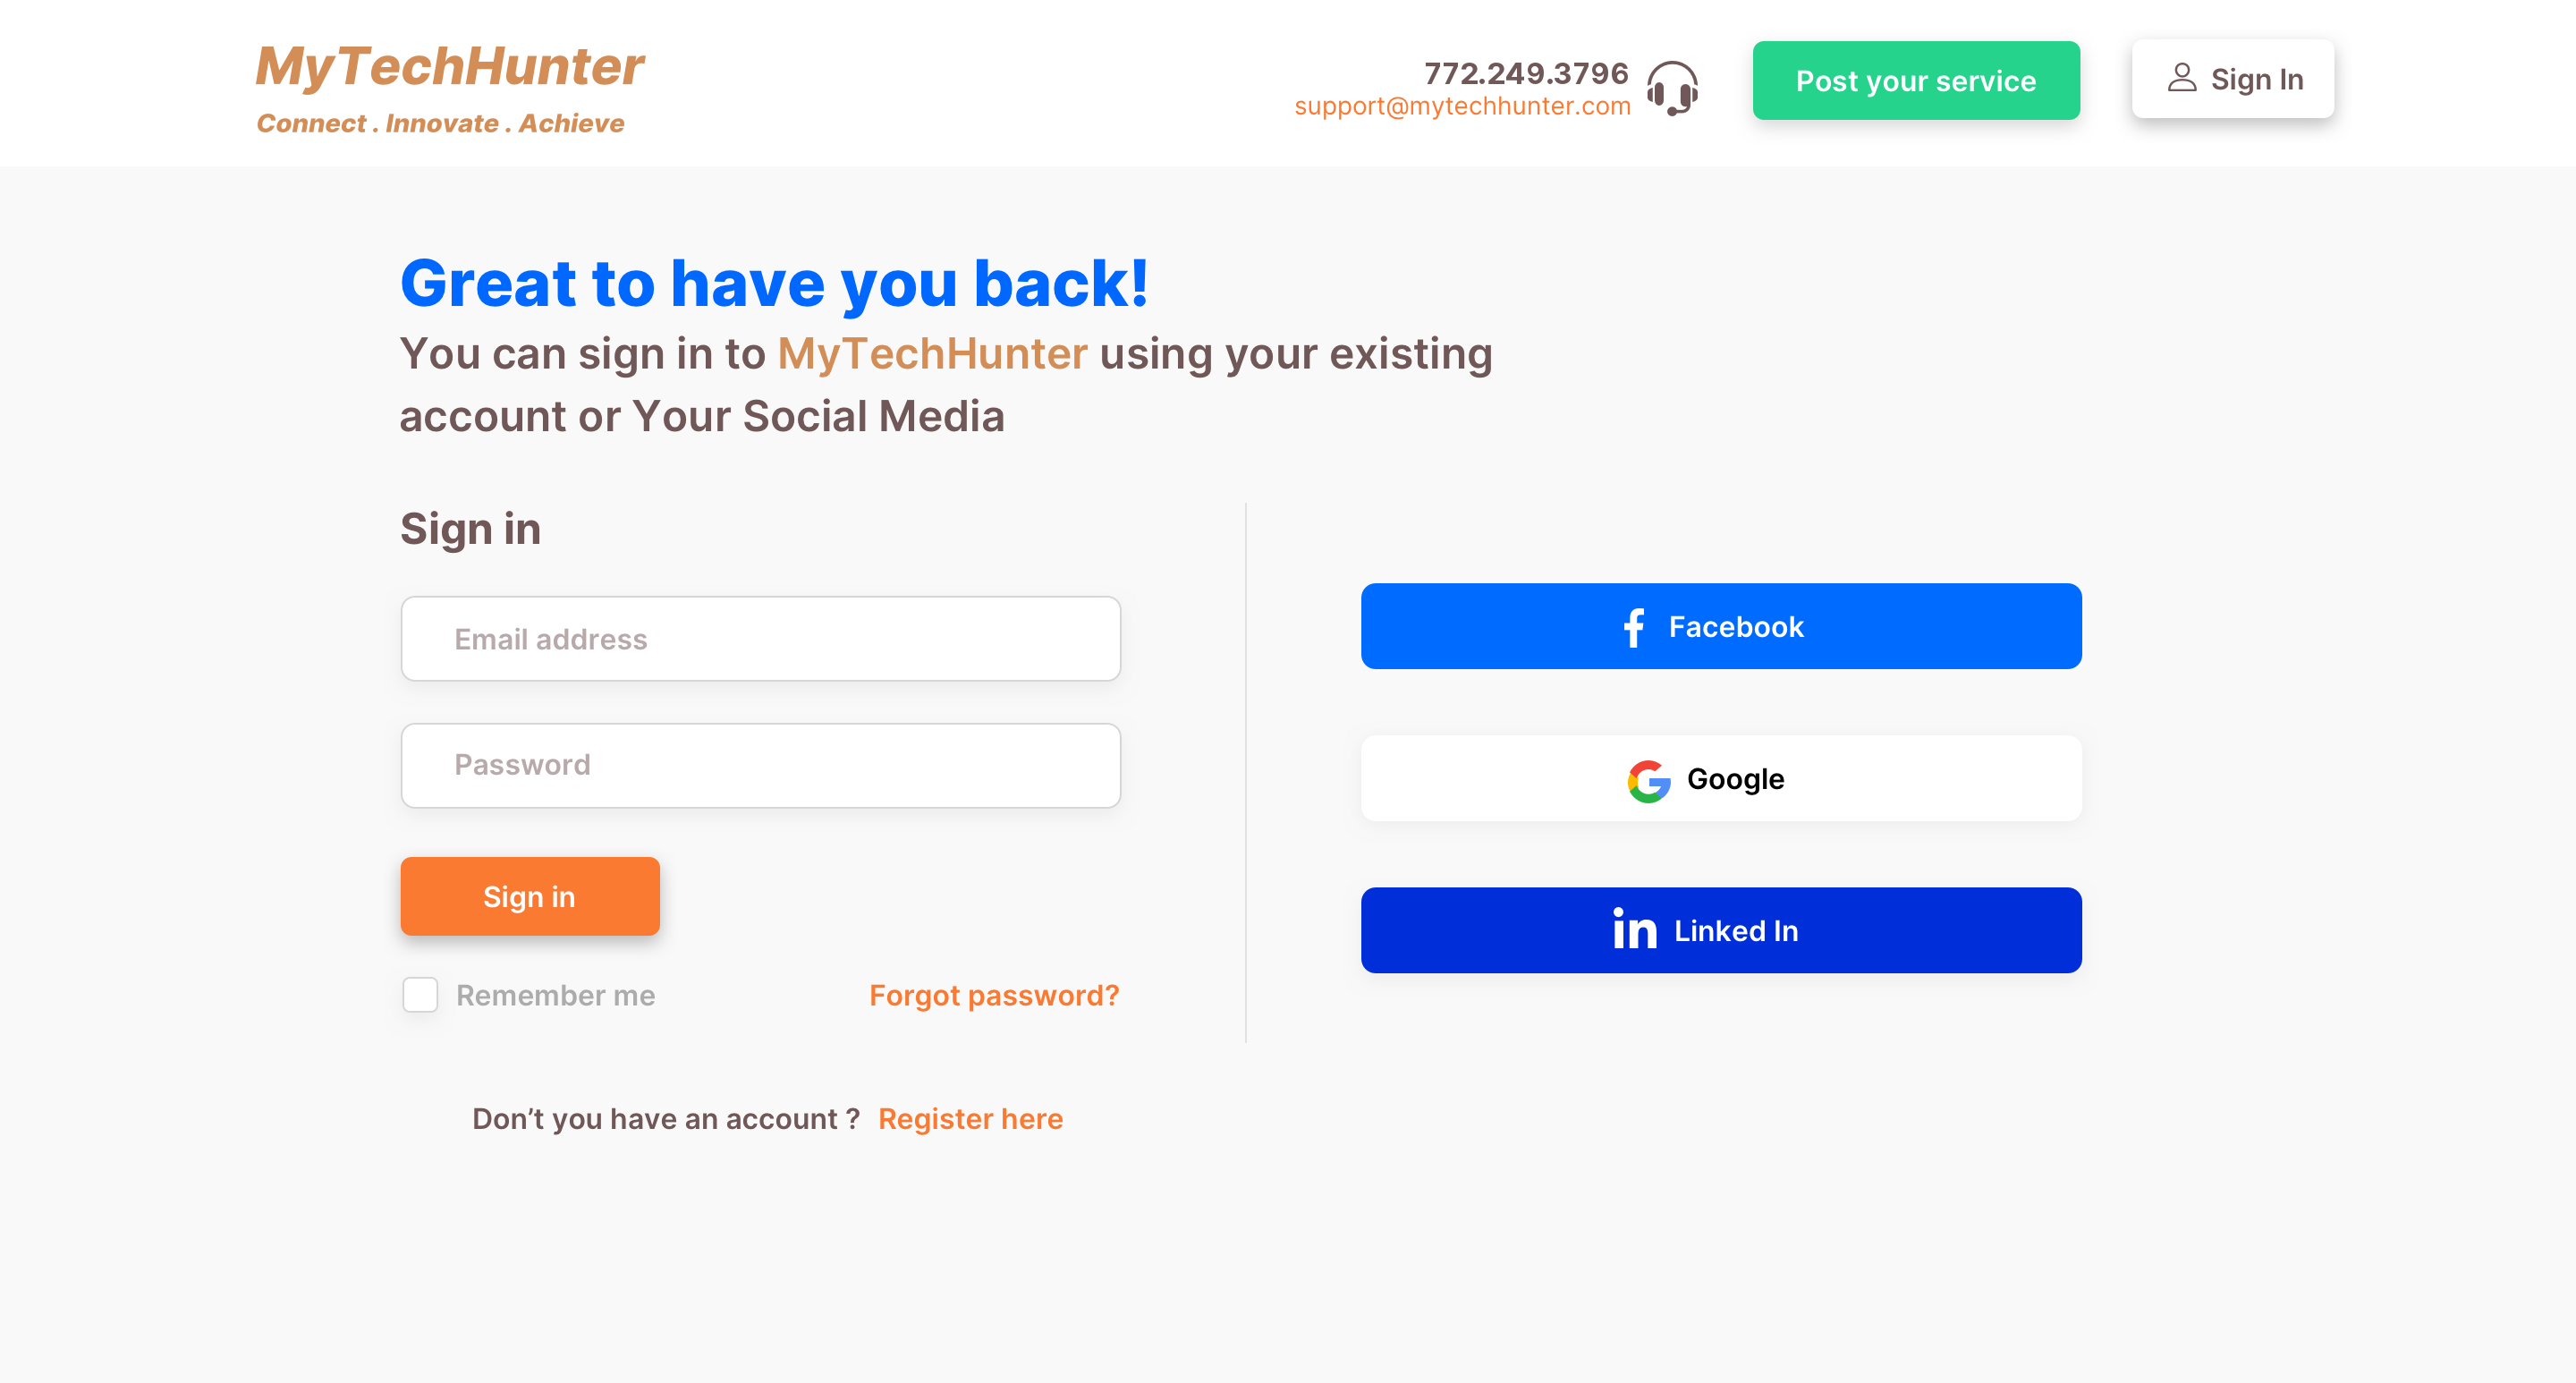 MyTechHunter
Connect . Innovate . Achieve
772.249.3796
support@mytechhunter.com
Post your service
Sign In
Great to have you back!
You can sign in to MyTechHunter using your existing
account or Your Social Media
Sign in
Email address
Password
Sign in
Remember me
Forgot password?
Don’t you have an account ? Register here
Facebook
Google
in Linked In